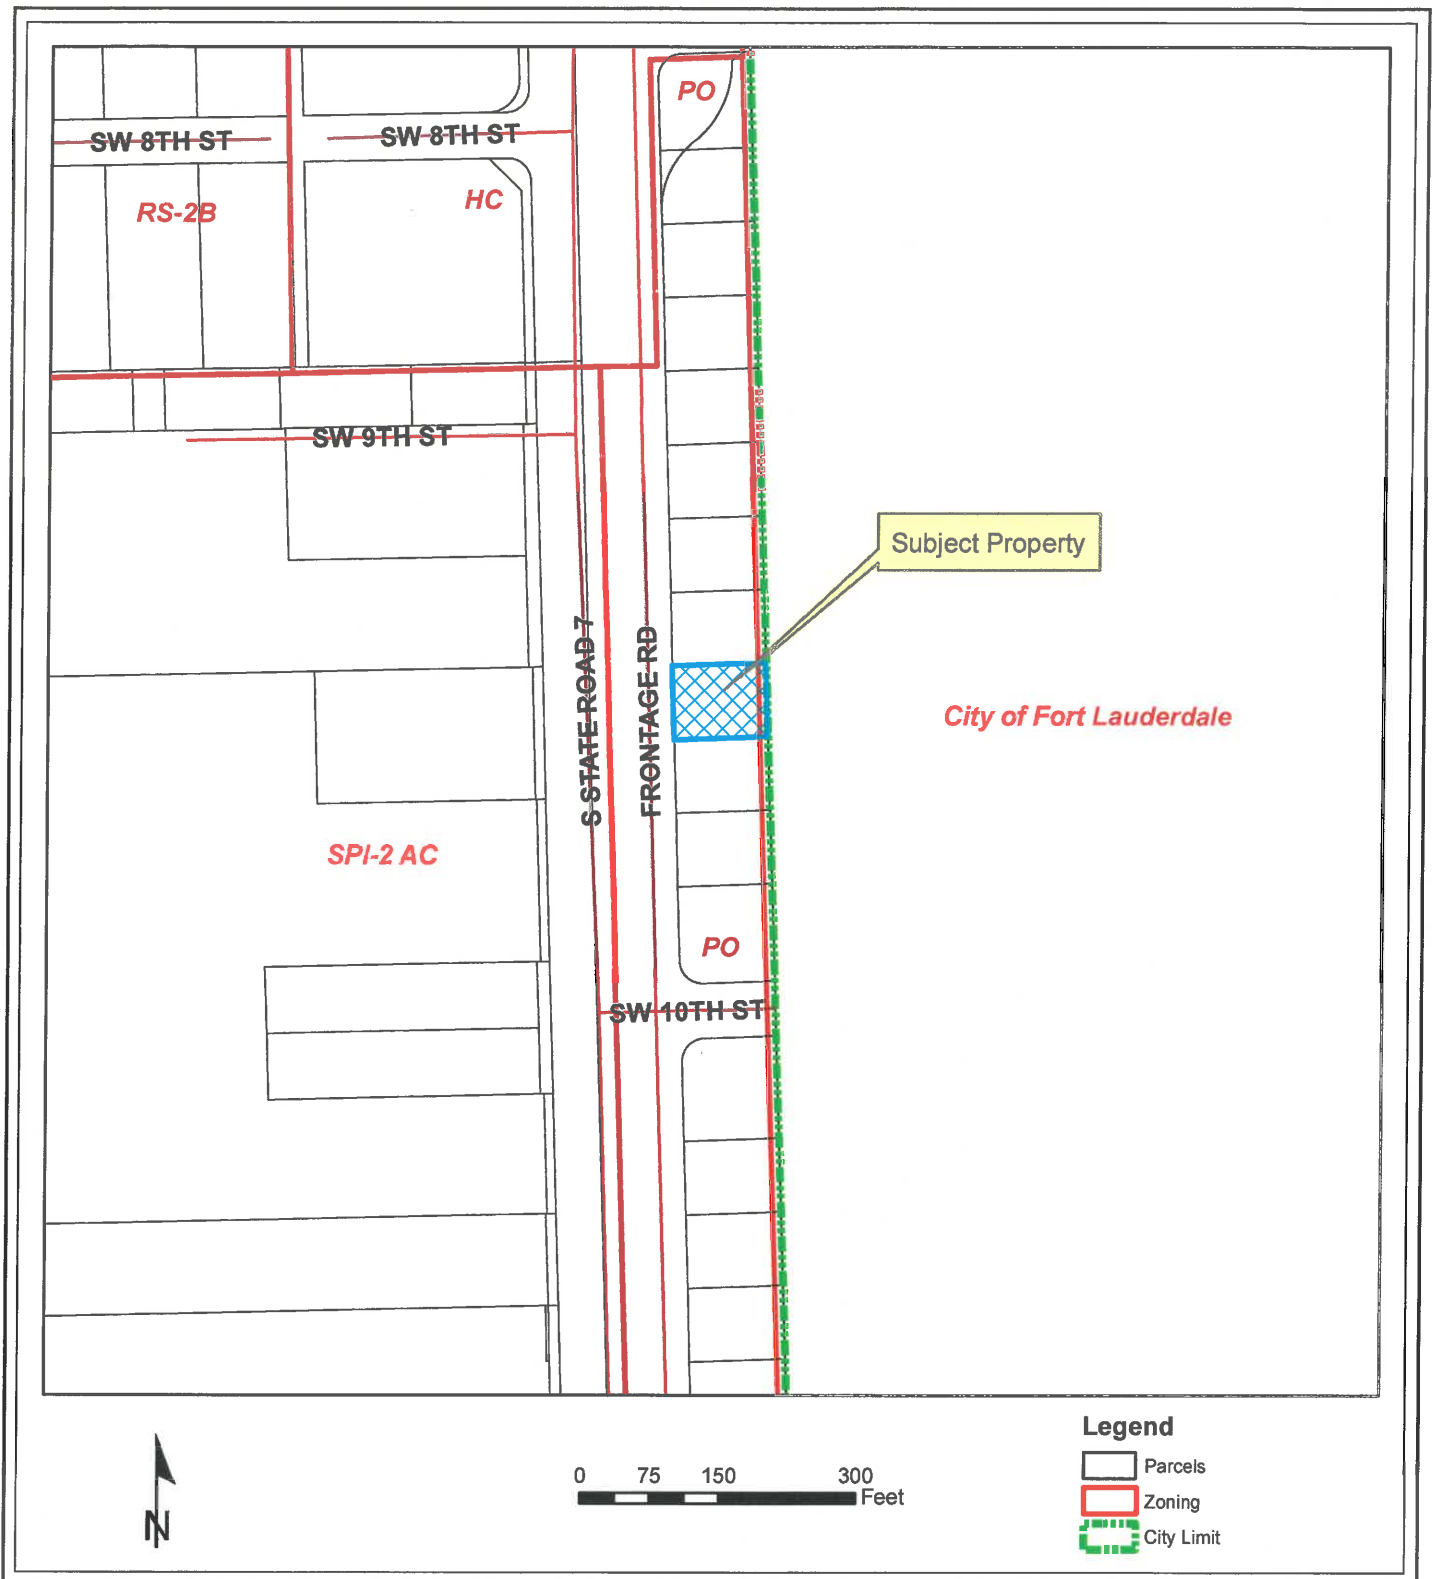 PO
SW 8TH ST
SW 8TH ST
RS-2B
HC
SW 9TH ST
Subject Property
S STATE ROAD 7
FRONTAGE RD
City of Fort Lauderdale
SPI-2 AC
PO
SW 10TH ST
Legend
Parcels
Zoning
City Limit
0 75 150 300
Feet
N